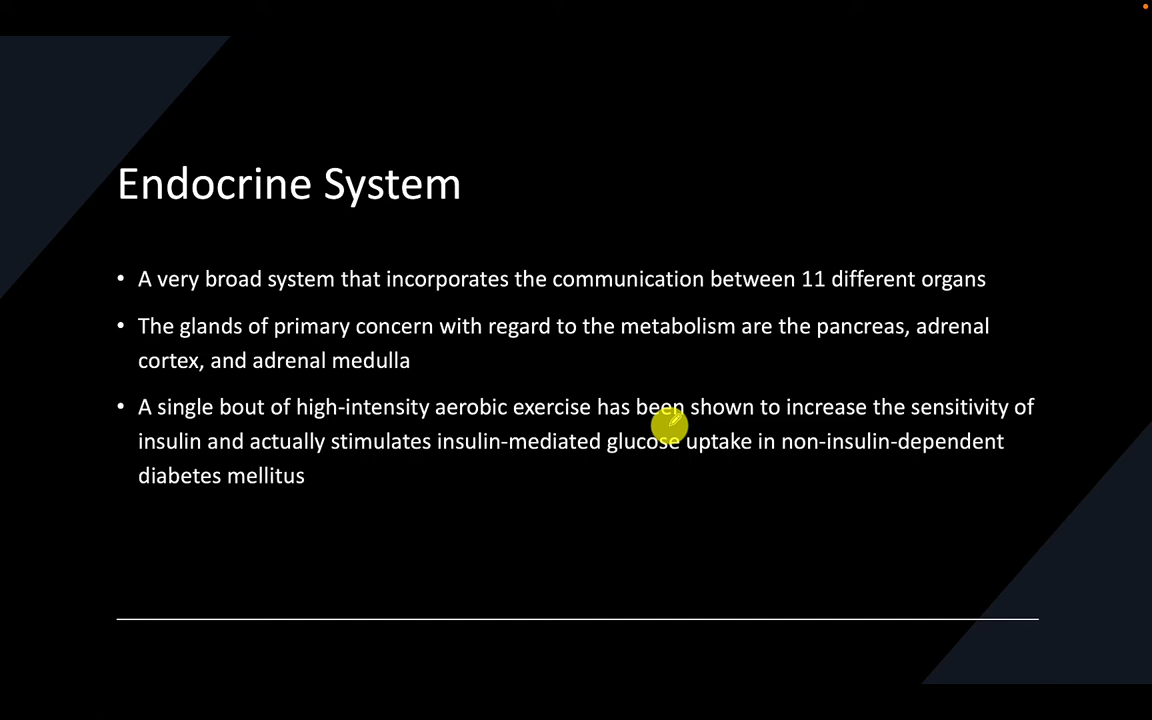 Endocrine System
• A very broad system that incorporates the communication between 11 different organs
• The glands of primary concern with regard to the metabolism are the pancreas, adrenal
cortex, and adrenal medulla
• A single bout of high-intensity aerobic exercise has been shown to increase the sensitivity of
insulin and actually stimulates insulin-mediated glucose uptake in non-insulin-dependent
diabetes mellitus